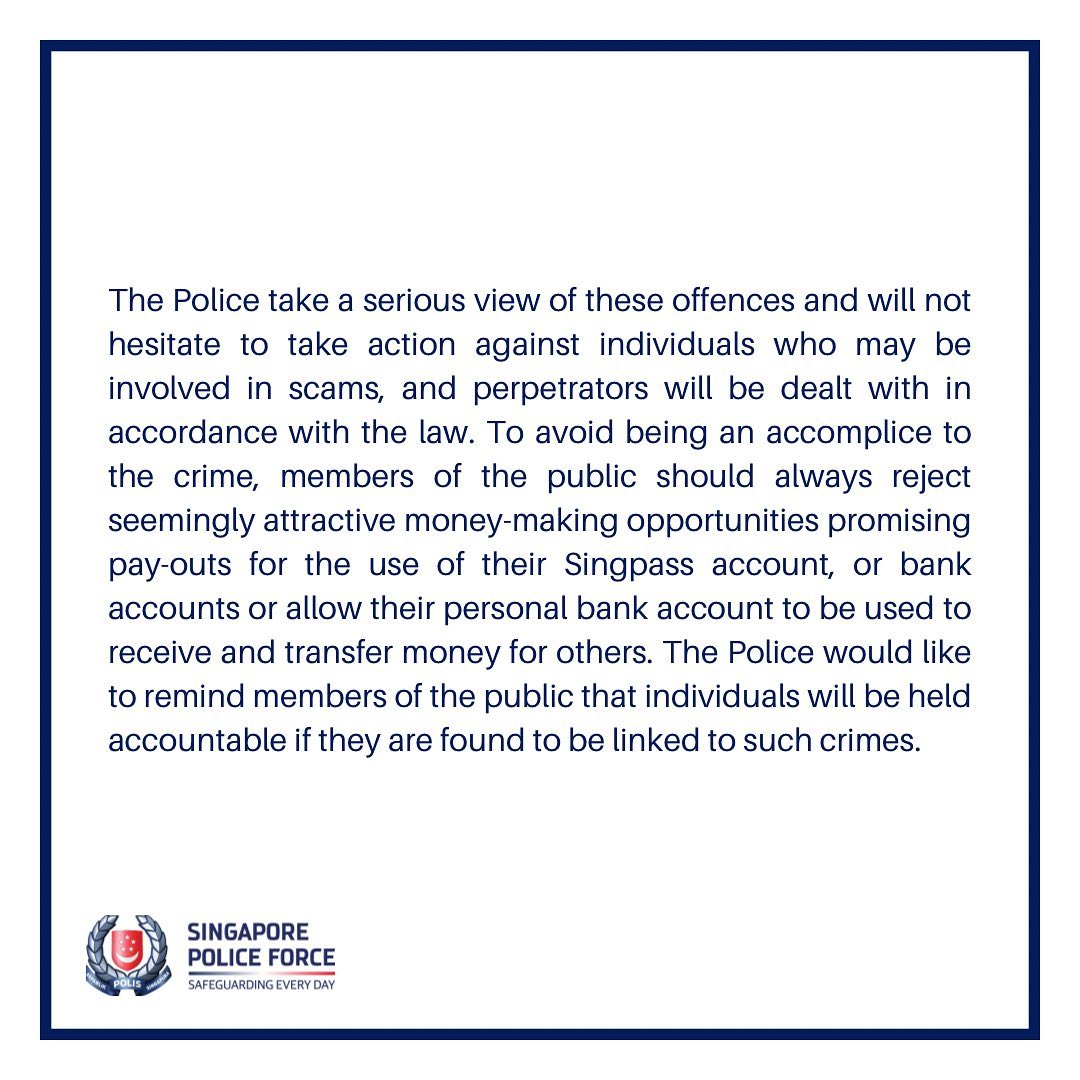 The Police take a serious view of these offences and will not
hesitate to take action against individuals who may be
involved in scams, and perpetrators will be dealt with in
accordance with the law. To avoid being an accomplice to
the crime, members of the public should always reject
seemingly attractive money-making opportunities promising
pay-outs for the use of their Singpass account, or bank
accounts or allow their personal bank account to be used to
receive and transfer money for others. The Police would like
to remind members of the public that individuals will be held
accountable if they are found to be linked to such crimes.
POLIS
SINGAPORE
POLICE FORCE
SAFEGUARDING EVERY DAY